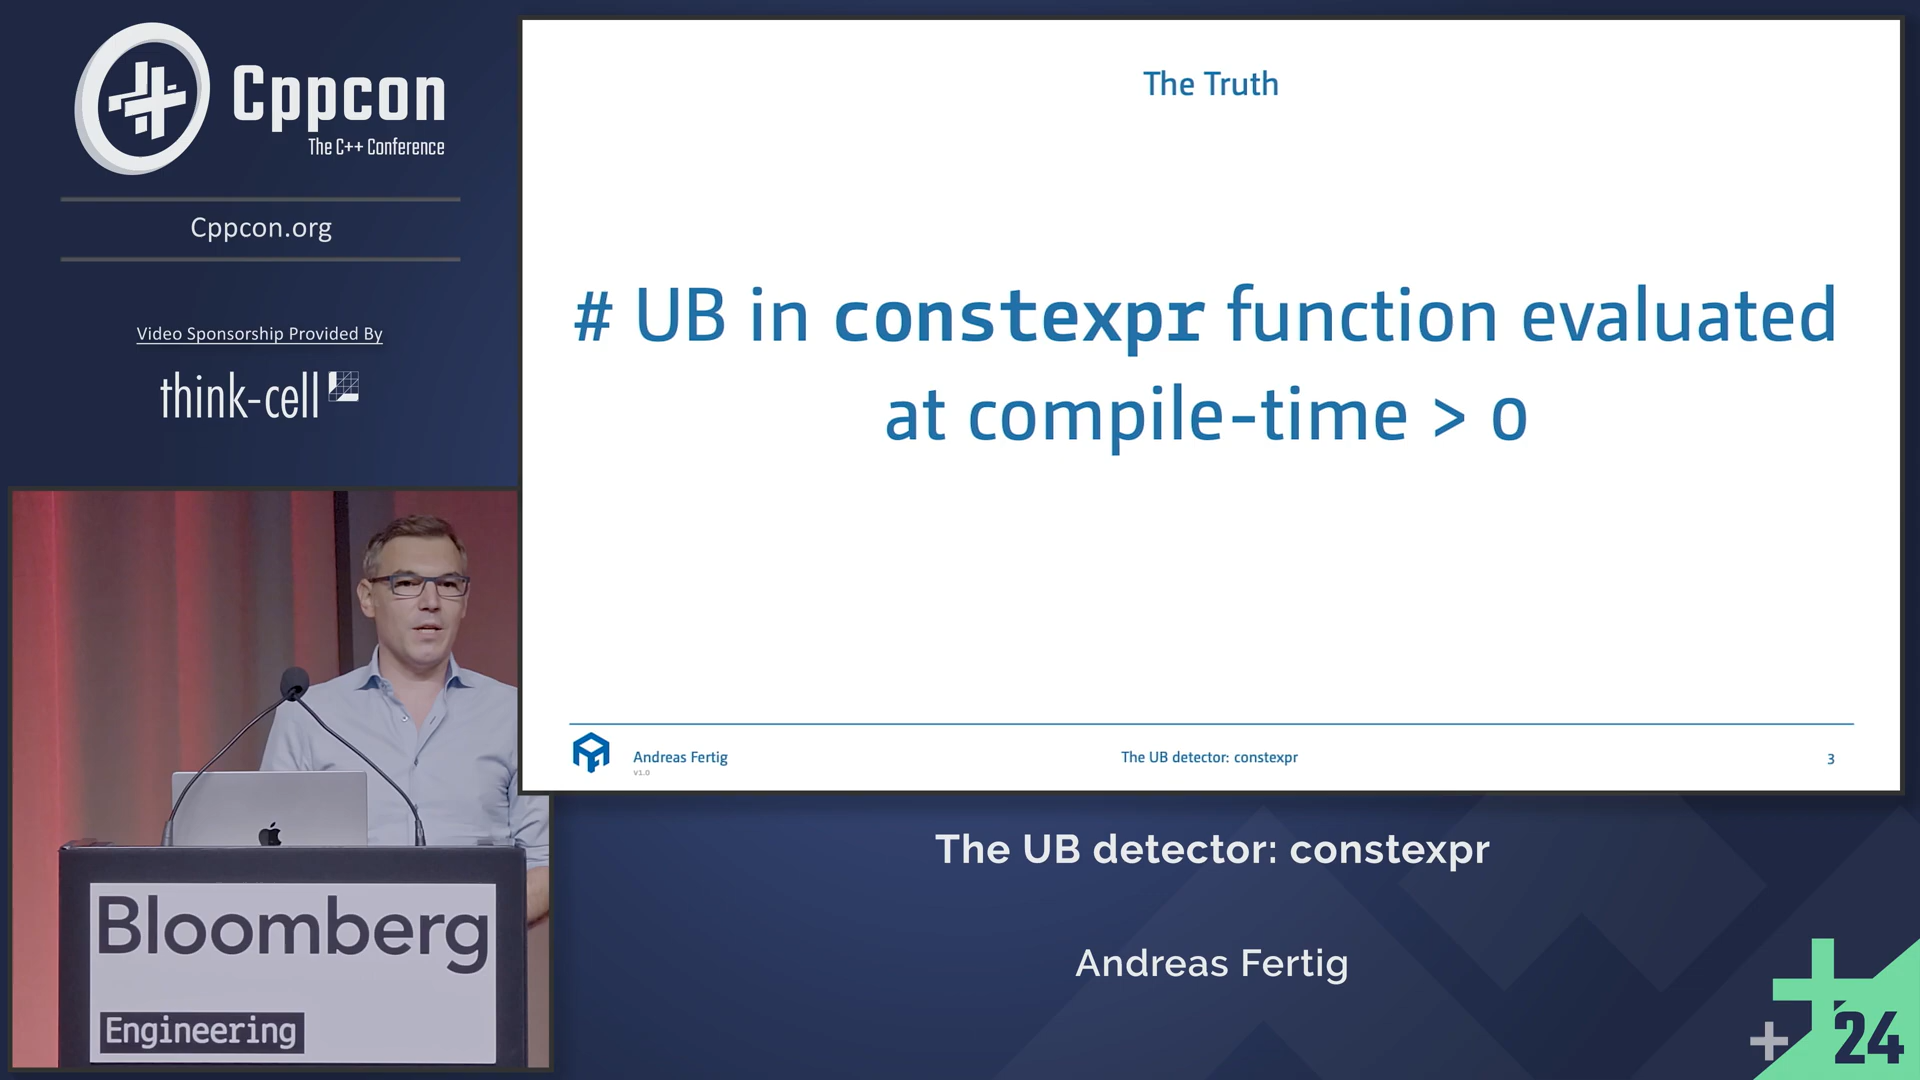 Cppcon
The C++ Conference
Cppcon.org
Video Sponsorship Provided By
think-cell
The Truth
# UB in constexpr function evaluated
at compile-time > 0
Andreas Fertig
v1.0
The UB detector: constexpr
3
The UB detector: constexpr
Andreas Fertig
Bloomberg
Engineering
24